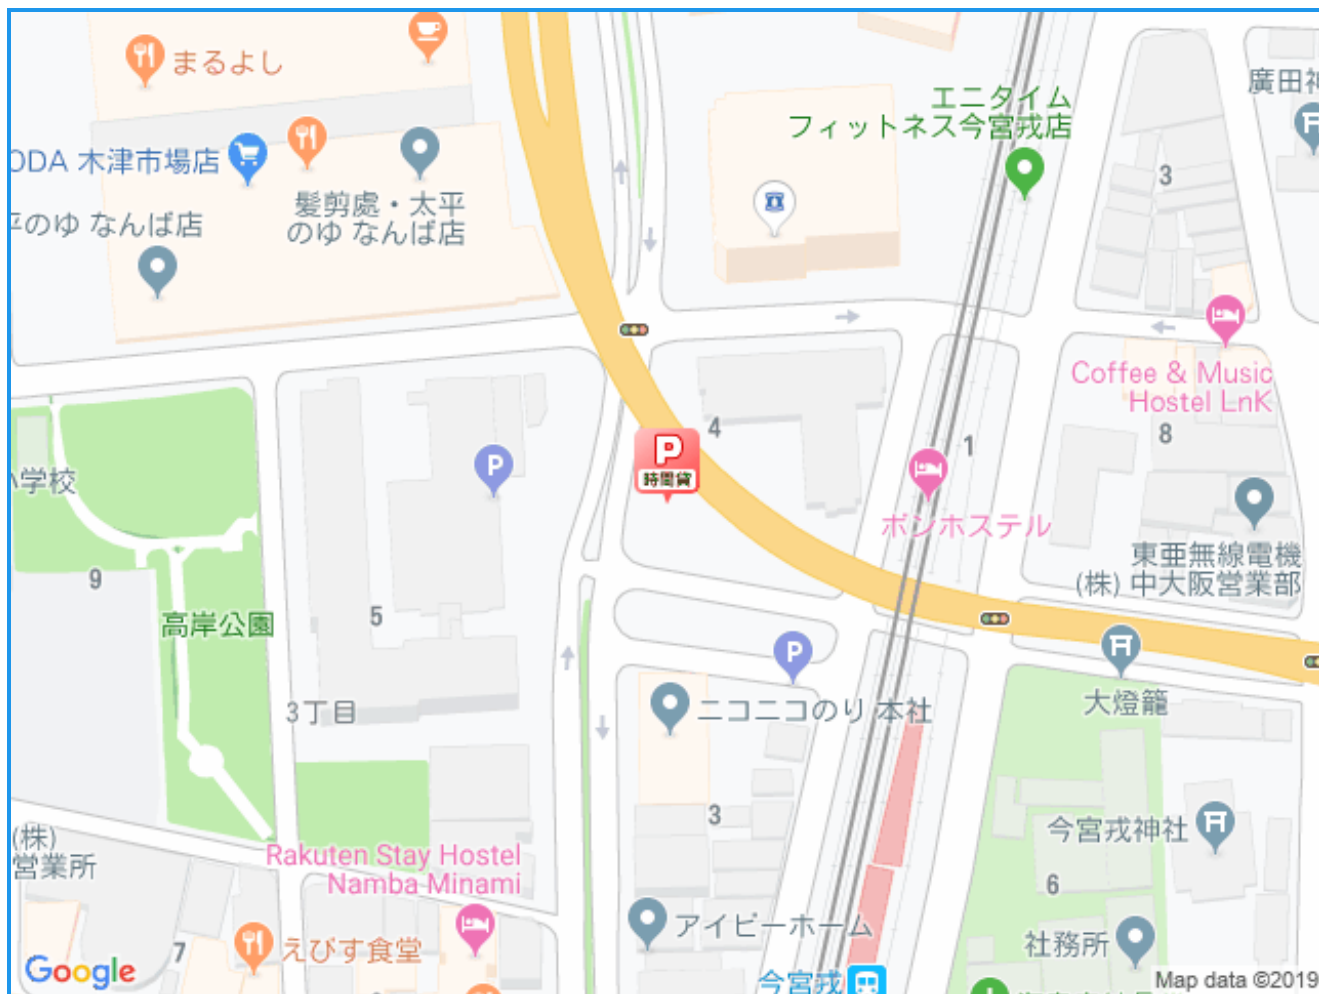 まるよし
エニタイム
フィットネス今宮戎店
廣田神
ODA 木津市場店
3
髪剪處・太平
のゆ なんば店
平のゆ なんば店
Coffee & Music
Hostel LnK
4
8
1
P
時間貸
P
小学校
ボンホステル
東亜無線電機
(株) 中大阪営業部
9
5
高岸公園
P
大燈籠
3丁目
ニコニコのり 本社
3
今宮戎神社
(株)
営業所
Rakuten Stay Hostel
Namba Minami
6
アイビーホーム
社務所
えびす食堂
7
Google
今宮戎
Map data ©2019